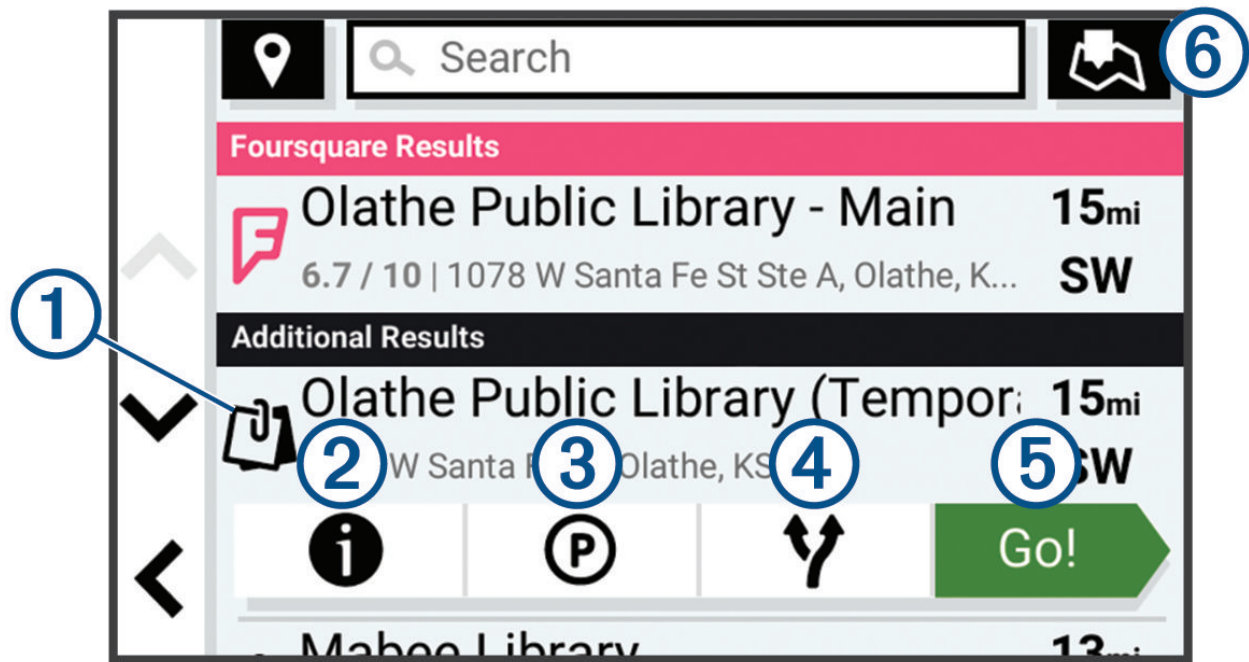 Search
6
Foursquare Results
Olathe Public Library - Main 15mi
6.7 / 10 | 1078 W Santa Fe St Ste A, Olathe, K... SW
1
Additional Results
Olathe Public Library (Tempor 15mi
W Santa Olathe, KS SW
2 3 4 5
i P Go!
Mabee Library 13mi